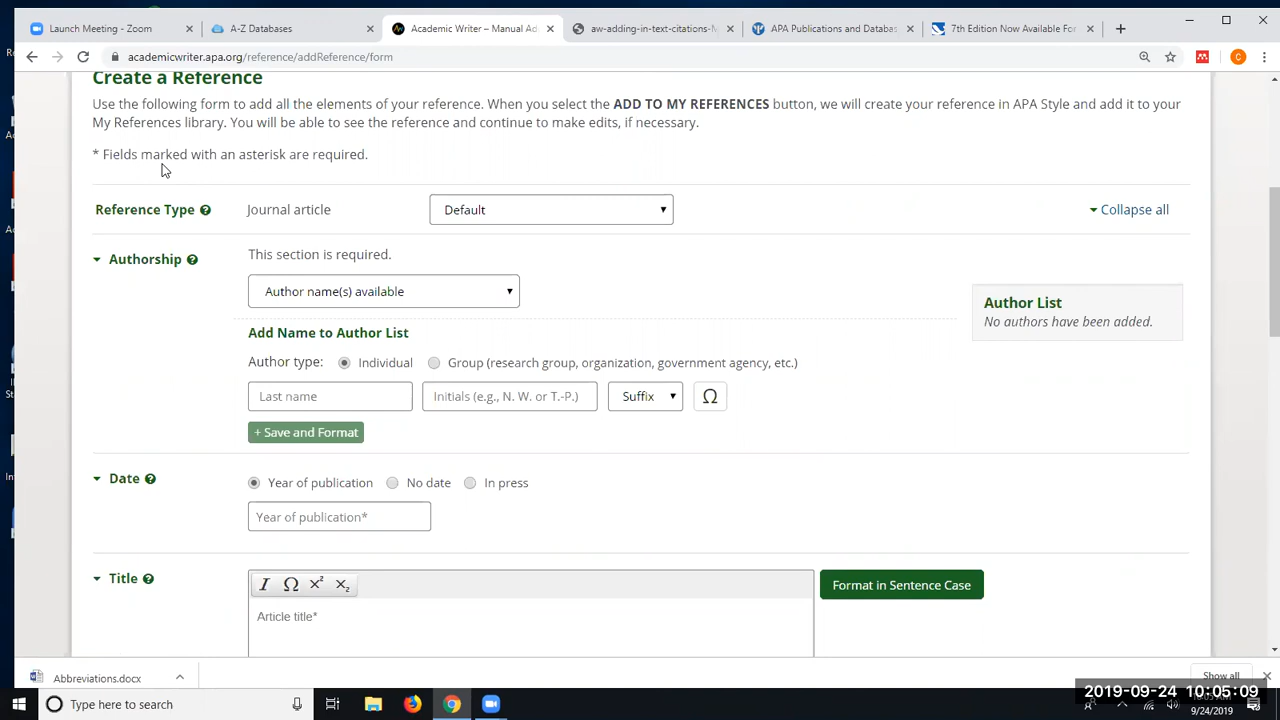 Launch Meeting - Zoom
A-Z Databases
Academic Writer – Manual Ad
aw-adding-in-text-citations-
APA Publications and Databas
7th Edition Now Available For
academicwriter.apa.org/reference/addReference/form
C
Create a Reference
Use the following form to add all the elements of your reference. When you select the ADD TO MY REFERENCES button, we will create your reference in APA Style and add it to your
My References library. You will be able to see the reference and continue to make edits, if necessary.
* Fields marked with an asterisk are required.
Reference Type ? Journal article Default Collapse all
Authorship ? This section is required.
Author name(s) available
Author List
No authors have been added.
Add Name to Author List
Author type: Individual Group (research group, organization, government agency, etc.)
Last name Initials (e.g., N. W. or T.-P.) Suffix Ω
+ Save and Format
Date ? Year of publication No date In press
Year of publication*
Title ? I Ω X² X₂ Format in Sentence Case
Article title*
Abbreviations.docx
Show all
2019-09-24 10:05:09
Type here to search
9/24/2019